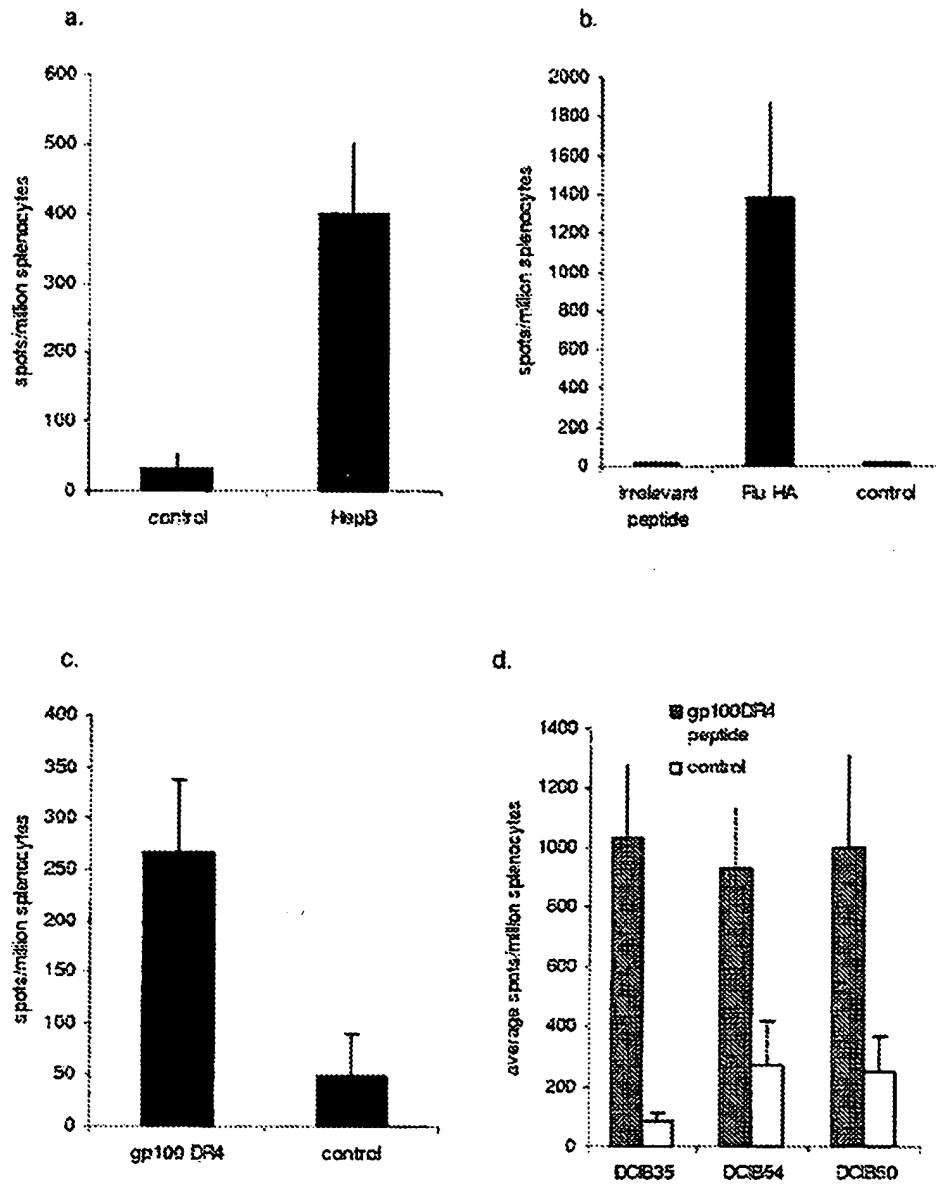 a.
600
500
400
300
200
100
0
spots/million splenocytes
control
HepB
b.
2000
1800
1600
1400
1200
1000
800
600
400
200
0
spots/million splenocytes
irrelevant
peptide
Flu HA
control
c.
400
350
300
250
200
150
100
50
0
spots/million splenocytes
gp100 DR4
control
d.
1400
1200
1000
800
600
400
200
0
average spots/million splenocytes
gp100DR4
peptide
control
DCIB35
DCIB54